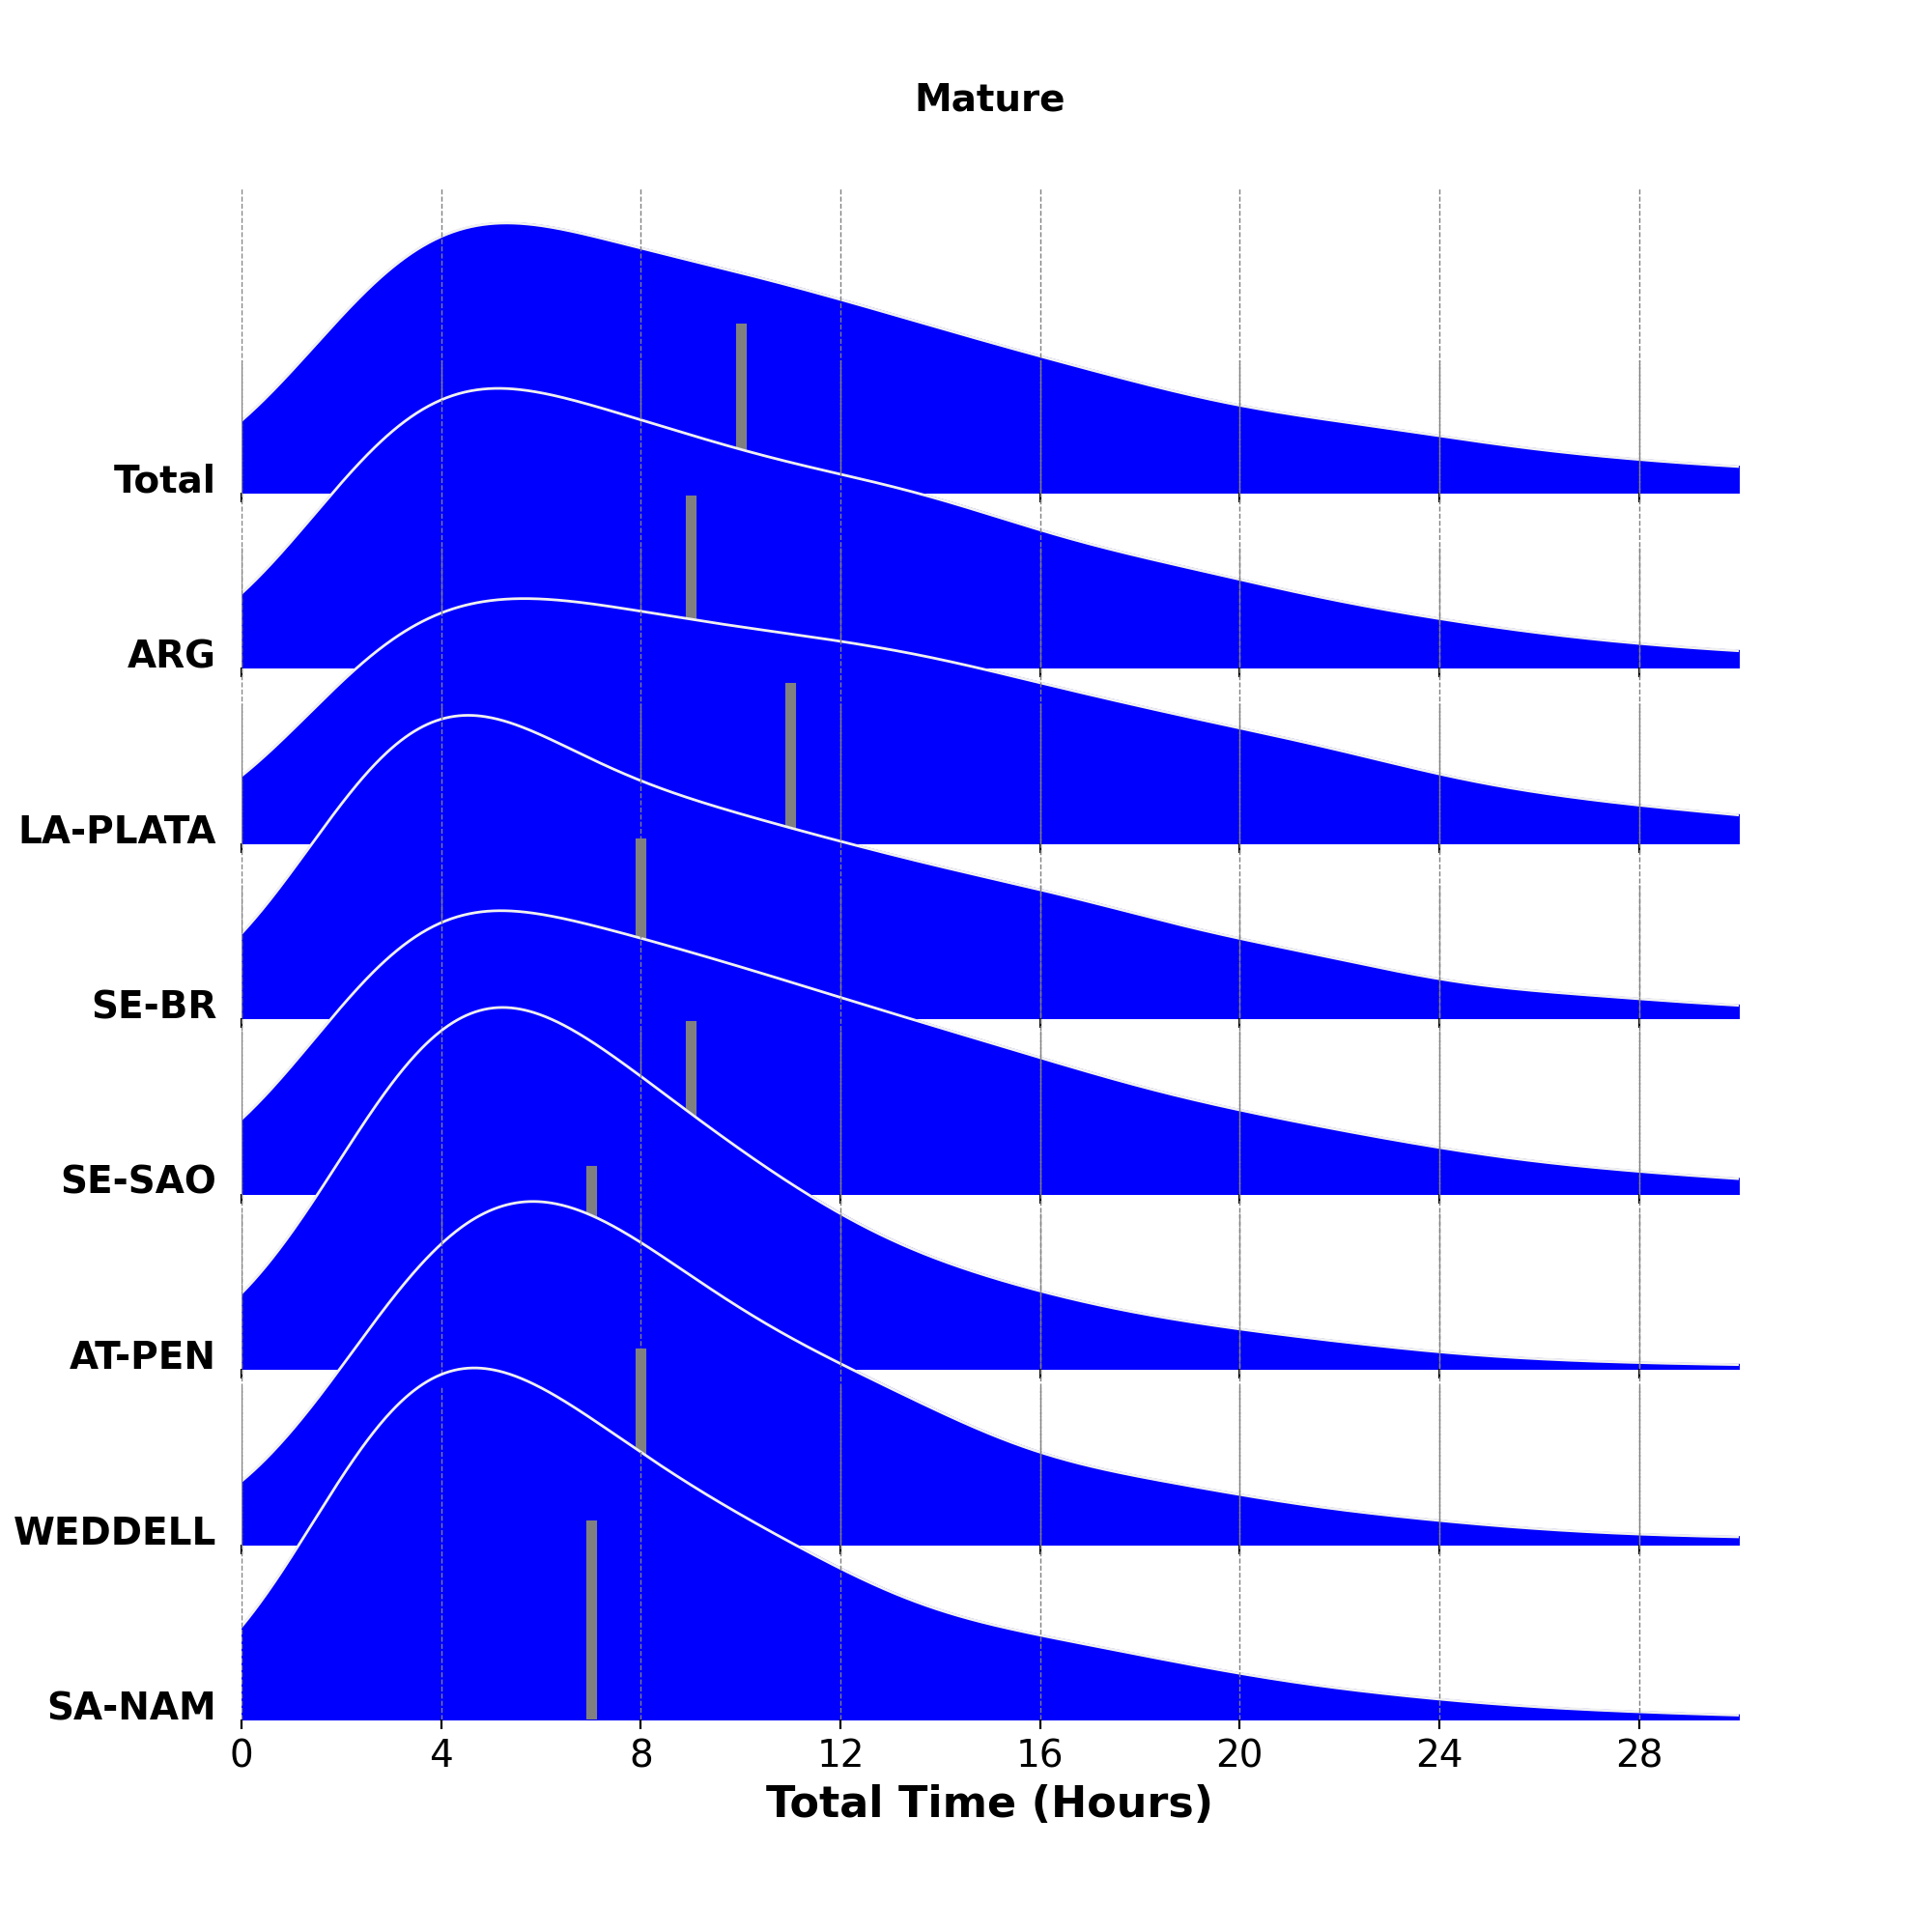 Mature
Total
ARG
LA-PLATA
SE-BR
SE-SAO
AT-PEN
WEDDELL
SA-NAM
0 4 8 12 16 20 24 28
Total Time (Hours)